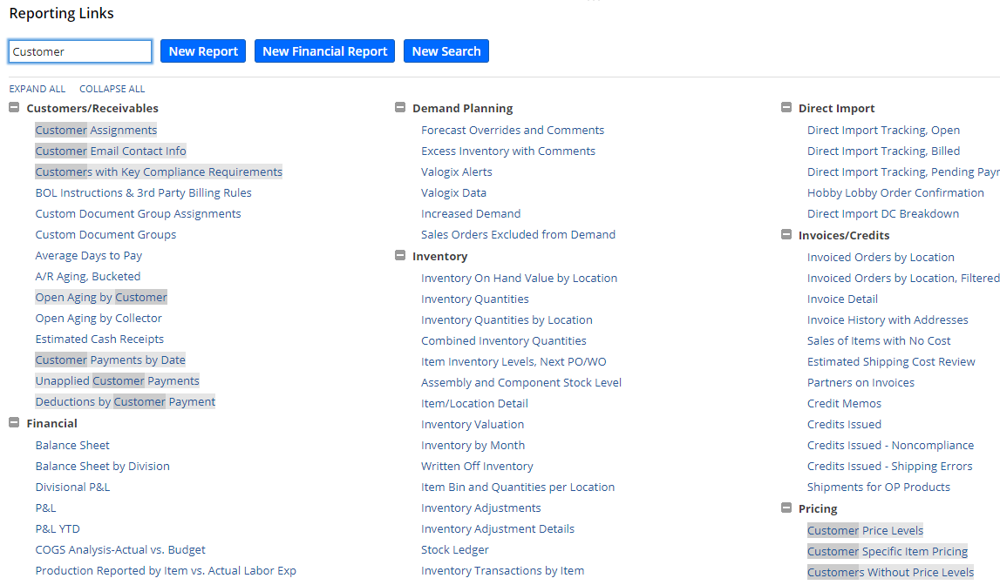 Reporting Links
Customer
New Report
New Financial Report
New Search
EXPAND ALL
COLLAPSE ALL
Customers/Receivables
Customer Assignments
Customer Email Contact Info
Customers with Key Compliance Requirements
BOL Instructions & 3rd Party Billing Rules
Custom Document Group Assignments
Custom Document Groups
Average Days to Pay
A/R Aging, Bucketed
Open Aging by Customer
Open Aging by Collector
Estimated Cash Receipts
Customer Payments by Date
Unapplied Customer Payments
Deductions by Customer Payment
Financial
Balance Sheet
Balance Sheet by Division
Divisional P&L
P&L
P&L YTD
COGS Analysis-Actual vs. Budget
Production Reported by Item vs. Actual Labor Exp
Demand Planning
Forecast Overrides and Comments
Excess Inventory with Comments
Valogix Alerts
Valogix Data
Increased Demand
Sales Orders Excluded from Demand
Inventory
Inventory On Hand Value by Location
Inventory Quantities
Inventory Quantities by Location
Combined Inventory Quantities
Item Inventory Levels, Next PO/WO
Assembly and Component Stock Level
Item/Location Detail
Inventory Valuation
Inventory by Month
Written Off Inventory
Item Bin and Quantities per Location
Inventory Adjustments
Inventory Adjustment Details
Stock Ledger
Inventory Transactions by Item
Direct Import
Direct Import Tracking, Open
Direct Import Tracking, Billed
Direct Import Tracking, Pending
Hobby Lobby Order Confirmation
Direct Import DC Breakdown
Invoices/Credits
Invoiced Orders by Location
Invoiced Orders by Location, Filtered
Invoice Detail
Invoice History with Addresses
Sales of Items with No Cost
Estimated Shipping Cost Review
Partners on Invoices
Credit Memos
Credits Issued
Credits Issued - Noncompliance
Credits Issued - Shipping Errors
Shipments for OP Products
Pricing
Customer Price Levels
Customer Specific Item Pricing
Customers Without Price Levels